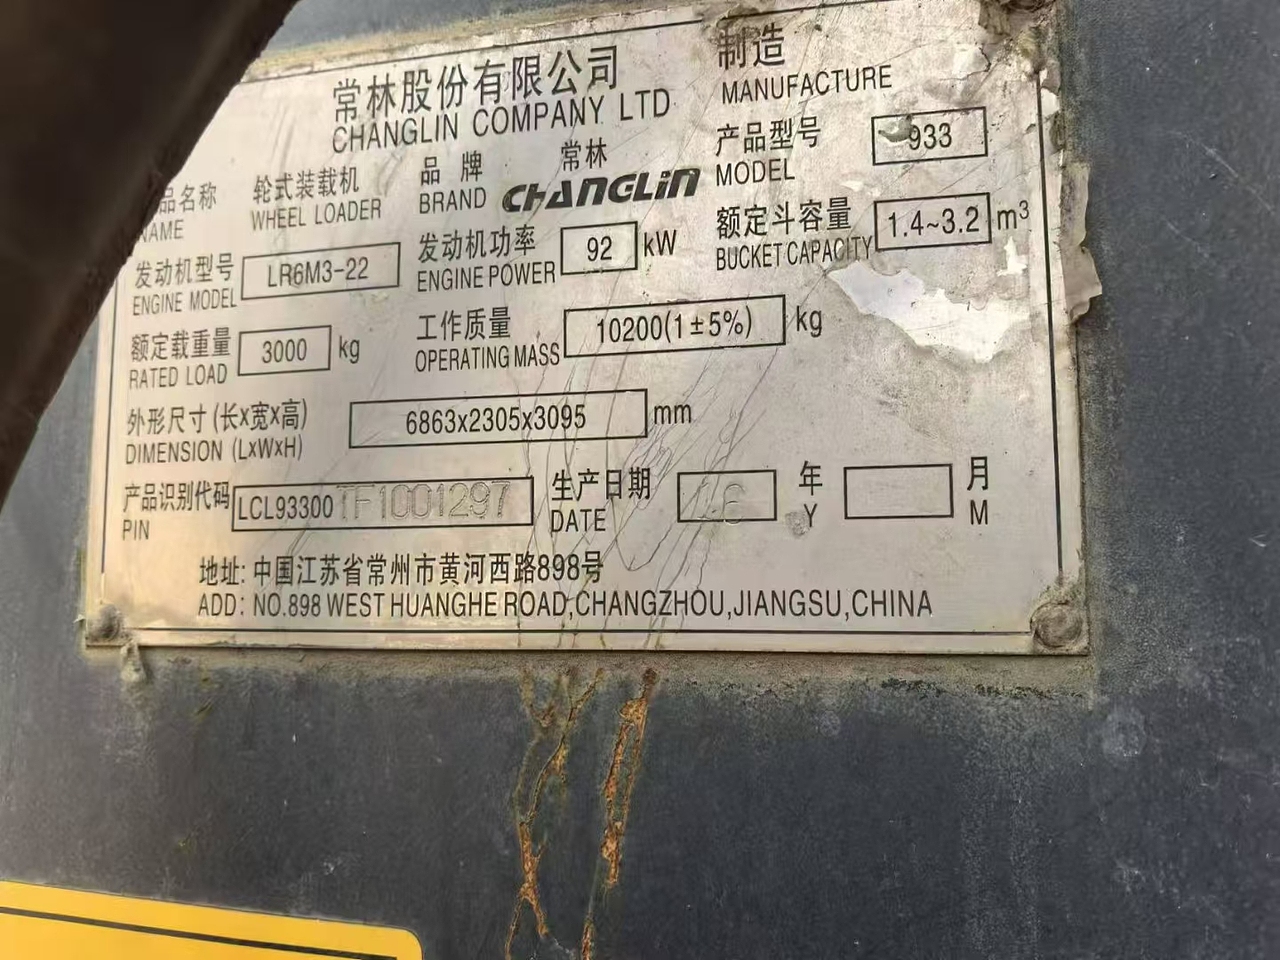 常林股份有限公司 制造
CHANGLIN COMPANY LTD MANUFACTURE
品名称 轮式装载机 品牌 常林 产品型号 933
NAME WHEEL LOADER BRAND CHANGLIN MODEL
发动机型号 LR6M3-22 发动机功率 92 kW 额定斗容量 1.4~3.2 m³
ENGINE MODEL ENGINE POWER BUCKET CAPACITY
额定载重量 3000 kg 工作质量 10200(1±5%) kg
RATED LOAD OPERATING MASS
外形尺寸(长x宽x高) 6863x2305x3095 mm
DIMENSION (LxWxH)
产品识别代码 LCL93300TF1001297 生产日期 年 月
PIN DATE Y M
地址: 中国江苏省常州市黄河西路898号
ADD: NO.898 WEST HUANGHE ROAD,CHANGZHOU,JIANGSU,CHINA